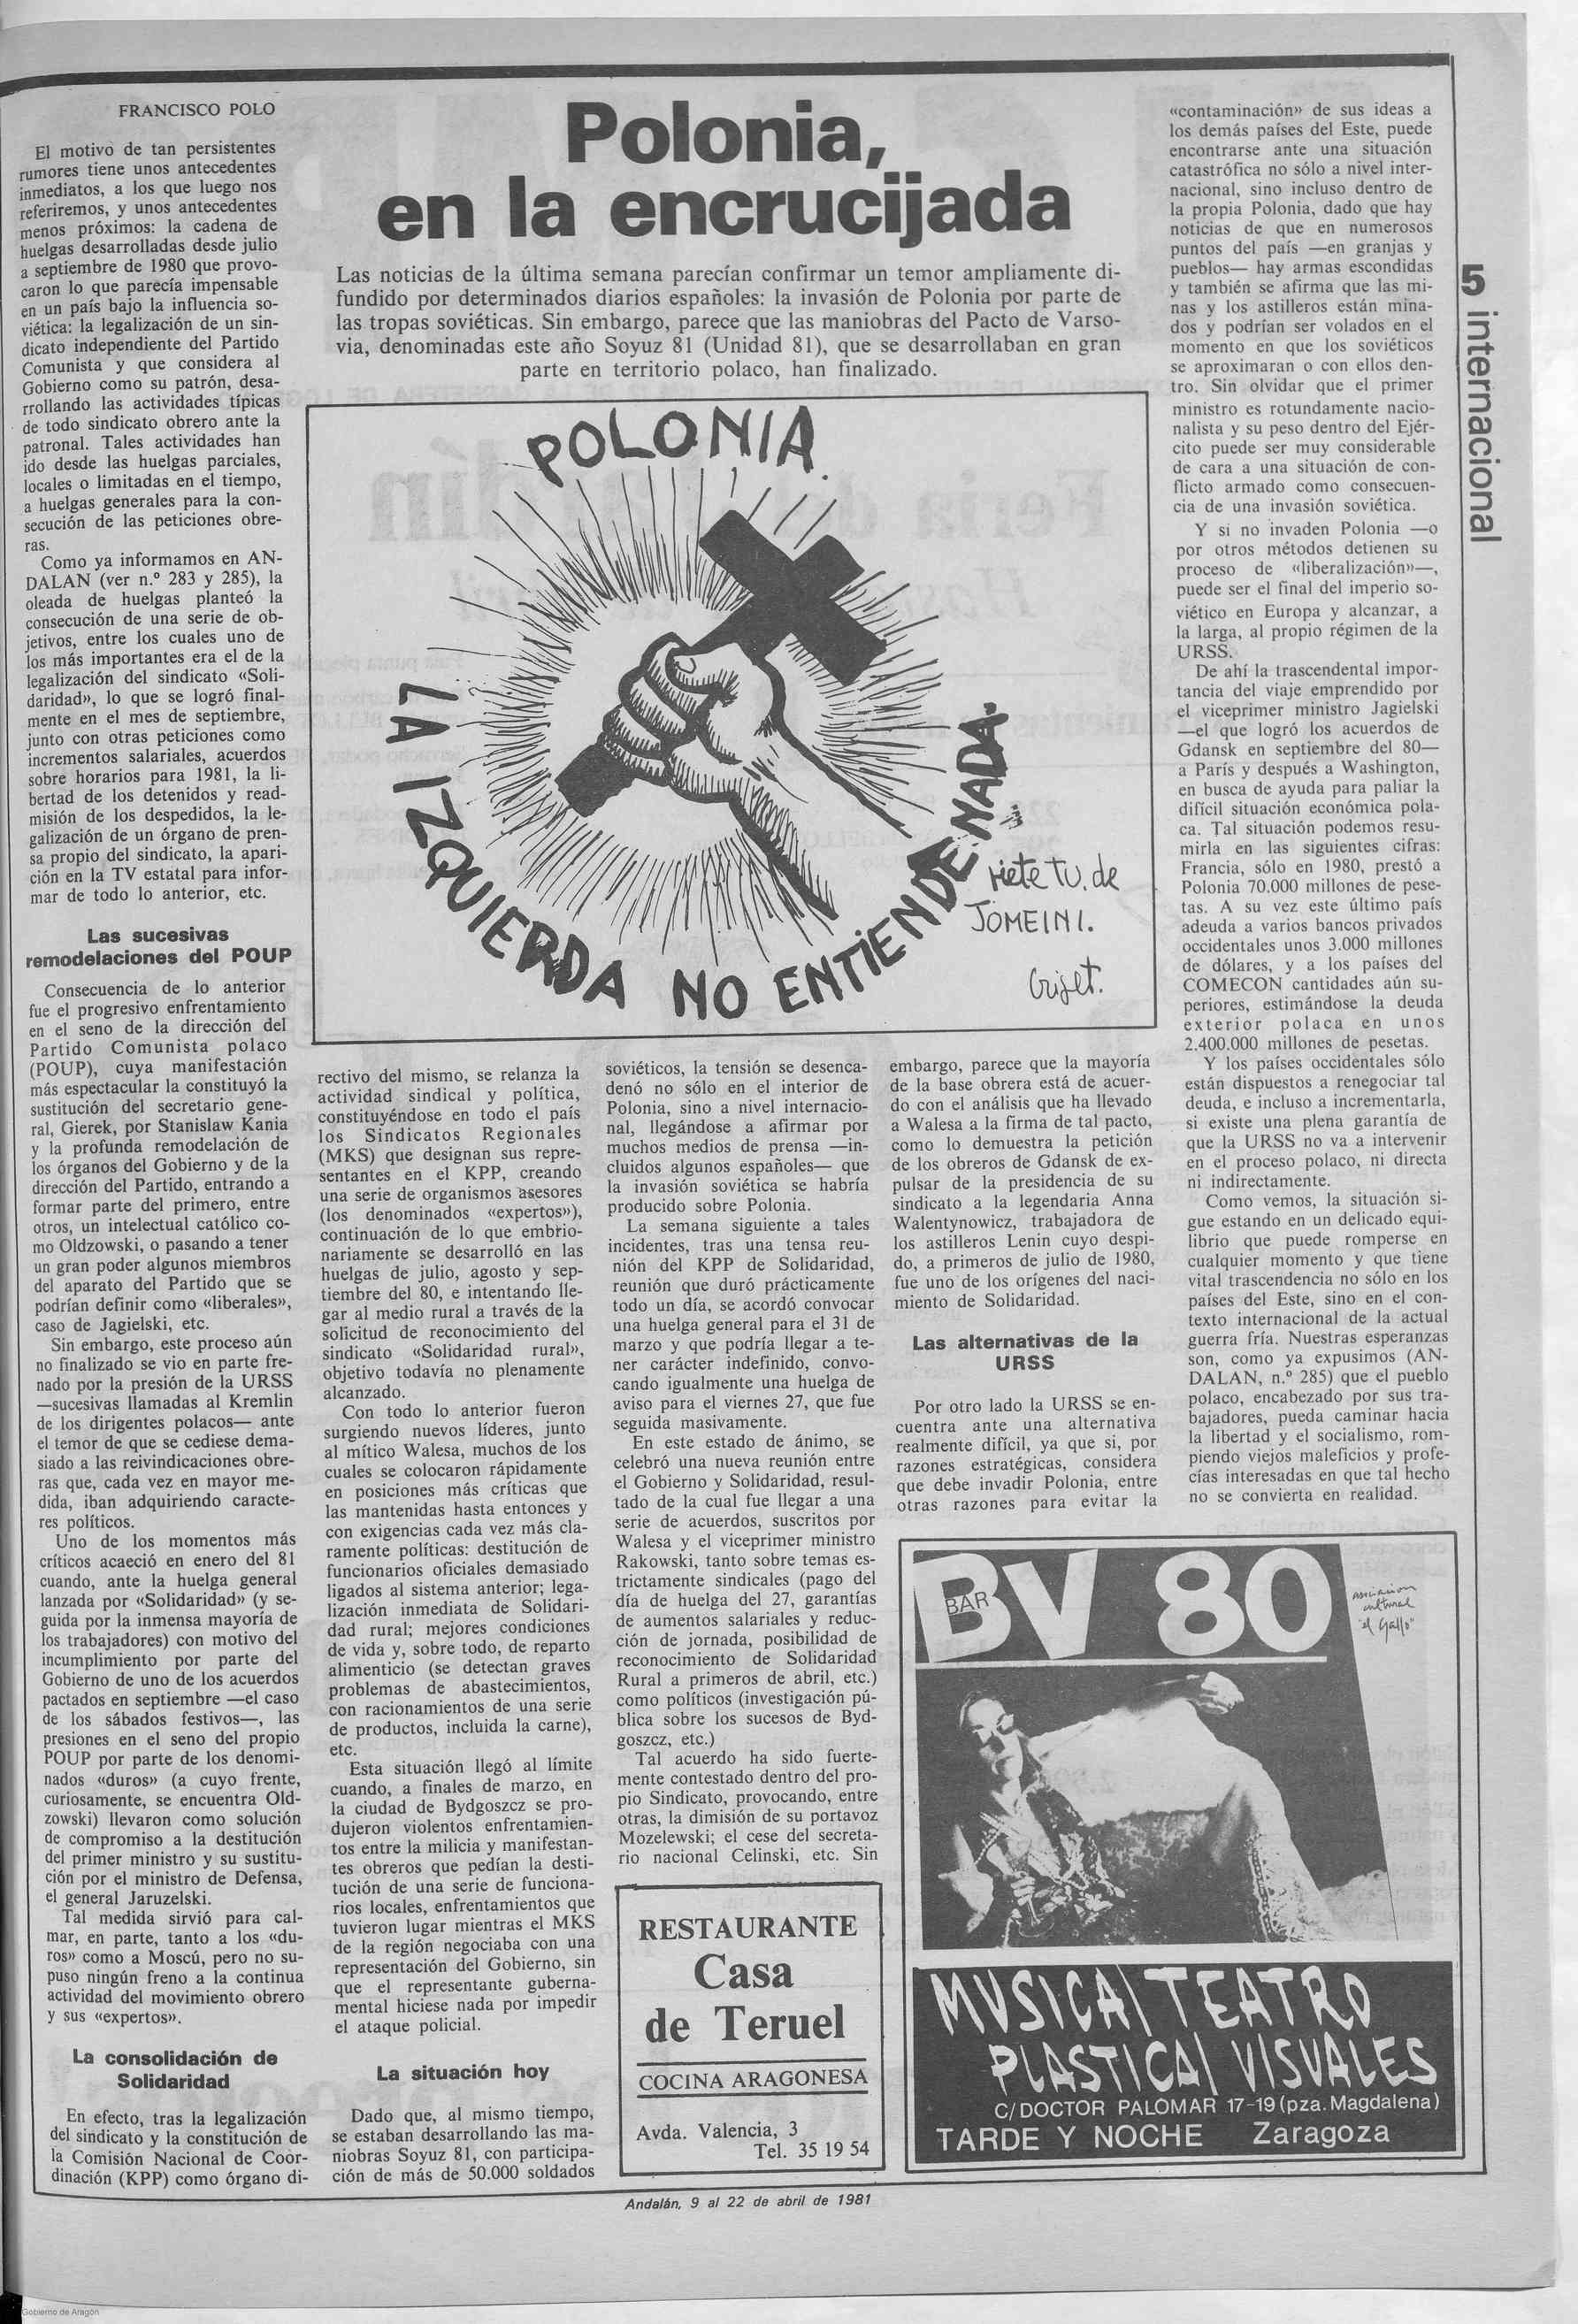 5 internacional
FRANCISCO POLO
Polonia,
en la encrucijada
Las noticias de la última semana parecían confirmar un temor ampliamente di-
fundido por determinados diarios españoles: la invasión de Polonia por parte de
las tropas soviéticas. Sin embargo, parece que las maniobras del Pacto de Varso-
via, denominadas este año Soyuz 81 (Unidad 81), que se desarrollaban en gran
parte en territorio polaco, han finalizado.
El motivo de tan persistentes
rumores tiene unos antecedentes
inmediatos, a los que luego nos
referiremos, y unos antecedentes
menos próximos: la cadena de
huelgas desarrolladas desde julio
a septiembre de 1980 que provo-
caron lo que parecía impensable
en un país bajo la influencia so-
viética: la legalización de un sin-
dicato independiente del Partido
Comunista y que considera al
Gobierno como su patrón, desa-
rrollando las actividades típicas
de todo sindicato obrero ante la
patronal. Tales actividades han
ido desde las huelgas parciales,
locales o limitadas en el tiempo,
a huelgas generales para la con-
secución de las peticiones obre-
ras.
Como ya informamos en AN-
DALAN (ver n.º 283 y 285), la
oleada de huelgas planteó la
consecución de una serie de ob-
jetivos, entre los cuales uno de
los más importantes era el de la
legalización del sindicato «Soli-
daridad», lo que se logró final-
mente en el mes de septiembre,
junto con otras peticiones como
incrementos salariales, acuerdos
sobre horarios para 1981, la li-
bertad de los detenidos y read-
misión de los despedidos, la le-
galización de un órgano de pren-
sa propio del sindicato, la apari-
ción en la TV estatal para infor-
mar de todo lo anterior, etc.
Las sucesivas
remodelaciones del POUP
Consecuencia de lo anterior
fue el progresivo enfrentamiento
en el seno de la dirección del
Partido Comunista polaco
(POUP), cuya manifestación
más espectacular la constituyó la
sustitución del secretario gene-
ral, Gierek, por Stanislaw Kania
y la profunda remodelación de
los órganos del Gobierno y de la
dirección del Partido, entrando a
formar parte del primero, entre
otros, un intelectual católico co-
mo Oldzowski, o pasando a tener
un gran poder algunos miembros
del aparato del Partido que se
podrían definir como «liberales»,
caso de Jagielski, etc.
Sin embargo, este proceso aún
no finalizado se vio en parte fre-
nado por la presión de la URSS
—sucesivas llamadas al Kremlin
de los dirigentes polacos— ante
el temor de que se cediese dema-
siado a las reivindicaciones obre-
ras que, cada vez en mayor me-
dida, iban adquiriendo caracte-
res políticos.
Uno de los momentos más
críticos acaeció en enero del 81
cuando, ante la huelga general
lanzada por «Solidaridad» (y se-
guida por la inmensa mayoría de
los trabajadores) con motivo del
incumplimiento por parte del
Gobierno de uno de los acuerdos
pactados en septiembre —el caso
de los sábados festivos—, las
presiones en el seno del propio
POUP por parte de los denomi-
nados «duros» (a cuyo frente,
curiosamente, se encuentra Old-
zowski) llevaron como solución
de compromiso a la destitución
del primer ministro y su sustitu-
ción por el ministro de Defensa,
el general Jaruzelski.
Tal medida sirvió para cal-
mar, en parte, tanto a los «du-
ros» como a Moscú, pero no su-
puso ningún freno a la continua
actividad del movimiento obrero
y sus «expertos».
La consolidación de
Solidaridad
En efecto, tras la legalización
del sindicato y la constitución de
la Comisión Nacional de Coor-
dinación (KPP) como órgano di-
POLONIA.
LA IZQUIERDA NO ENTIENDE NADA.
riete tu de
JOMEINI.
rectivo del mismo, se relanza la
actividad sindical y política,
constituyéndose en todo el país
los Sindicatos Regionales
(MKS) que designan sus repre-
sentantes en el KPP, creando
una serie de organismos asesores
(los denominados «expertos»),
continuación de lo que embrio-
nariamente se desarrolló en las
huelgas de julio, agosto y sep-
tiembre del 80, e intentando lle-
gar al medio rural a través de la
solicitud de reconocimiento del
sindicato «Solidaridad rural»,
objetivo todavía no plenamente
alcanzado.
Con todo lo anterior fueron
surgiendo nuevos líderes, junto
al mítico Walesa, muchos de los
cuales se colocaron rápidamente
en posiciones más críticas que
las mantenidas hasta entonces y
con exigencias cada vez más cla-
ramente políticas: destitución de
funcionarios oficiales demasiado
ligados al sistema anterior; lega-
lización inmediata de Solidari-
dad rural; mejores condiciones
de vida y, sobre todo, de reparto
alimenticio (se detectan graves
problemas de abastecimientos,
con racionamientos de una serie
de productos, incluida la carne),
etc.
Esta situación llegó al límite
cuando, a finales de marzo, en
la ciudad de Bydgoszcz se pro-
dujeron violentos enfrentamien-
tos entre la milicia y manifestan-
tes obreros que pedían la desti-
tución de una serie de funciona-
rios locales, enfrentamientos que
tuvieron lugar mientras el MKS
de la región negociaba con una
representación del Gobierno, sin
que el representante guberna-
mental hiciese nada por impedir
el ataque policial.
La situación hoy
Dado que, al mismo tiempo,
se estaban desarrollando las ma-
niobras Soyuz 81, con participa-
ción de más de 50.000 soldados
soviéticos, la tensión se desenca-
denó no sólo en el interior de
Polonia, sino a nivel internacio-
nal, llegándose a afirmar por
muchos medios de prensa —in-
cluidos algunos españoles— que
la invasión soviética se habría
producido sobre Polonia.
La semana siguiente a tales
incidentes, tras una tensa reu-
nión del KPP de Solidaridad,
reunión que duró prácticamente
todo un día, se acordó convocar
una huelga general para el 31 de
marzo y que podría llegar a te-
ner carácter indefinido, convo-
cando igualmente una huelga de
aviso para el viernes 27, que fue
seguida masivamente.
En este estado de ánimo, se
celebró una nueva reunión entre
el Gobierno y Solidaridad, resul-
tado de la cual fue llegar a una
serie de acuerdos, suscritos por
Walesa y el viceprimer ministro
Rakowski, tanto sobre temas es-
trictamente sindicales (pago del
día de huelga del 27, garantías
de aumentos salariales y reduc-
ción de jornada, posibilidad de
reconocimiento de Solidaridad
Rural a primeros de abril, etc.)
como políticos (investigación pú-
blica sobre los sucesos de Byd-
goszcz, etc.)
Tal acuerdo ha sido fuerte-
mente contestado dentro del pro-
pio Sindicato, provocando, entre
otras, la dimisión de su portavoz
Mozelewski; el cese del secreta-
rio nacional Celinski, etc. Sin
embargo, parece que la mayoría
de la base obrera está de acuer-
do con el análisis que ha llevado
a Walesa a la firma de tal pacto,
como lo demuestra la petición
de los obreros de Gdansk de ex-
pulsar de la presidencia de su
sindicato a la legendaria Anna
Walentynowicz, trabajadora de
los astilleros Lenin cuyo despi-
do, a primeros de julio de 1980,
fue uno de los orígenes del naci-
miento de Solidaridad.
Las alternativas de la
URSS
Por otro lado la URSS se en-
cuentra ante una alternativa
realmente difícil, ya que si, por
razones estratégicas, considera
que debe invadir Polonia, entre
otras razones para evitar la
«contaminación» de sus ideas a
los demás países del Este, puede
encontrarse ante una situación
catastrófica no sólo a nivel inter-
nacional, sino incluso dentro de
la propia Polonia, dado que hay
noticias de que en numerosos
puntos del país —en granjas y
pueblos— hay armas escondidas
y también se afirma que las mi-
nas y los astilleros están mina-
dos y podrían ser volados en el
momento en que los soviéticos
se aproximaran o con ellos den-
tro. Sin olvidar que el primer
ministro es rotundamente nacio-
nalista y su peso dentro del Ejér-
cito puede ser muy considerable
de cara a una situación de con-
flicto armado como consecuen-
cia de una invasión soviética.
Y si no invaden Polonia —o
por otros métodos detienen su
proceso de «liberalización»—,
puede ser el final del imperio so-
viético en Europa y alcanzar, a
la larga, al propio régimen de la
URSS.
De ahí la trascendental impor-
tancia del viaje emprendido por
el viceprimer ministro Jagielski
—el que logró los acuerdos de
Gdansk en septiembre del 80—
a París y después a Washington,
en busca de ayuda para paliar la
difícil situación económica pola-
ca. Tal situación podemos resu-
mirla en las siguientes cifras:
Francia, sólo en 1980, prestó a
Polonia 70.000 millones de pese-
tas. A su vez este último país
adeuda a varios bancos privados
occidentales unos 3.000 millones
de dólares, y a los países del
COMECON cantidades aún su-
periores, estimándose la deuda
exterior polaca en unos
2.400.000 millones de pesetas.
Y los países occidentales sólo
están dispuestos a renegociar tal
deuda, e incluso a incrementarla,
si existe una plena garantía de
que la URSS no va a intervenir
en el proceso polaco, ni directa
ni indirectamente.
Como vemos, la situación si-
gue estando en un delicado equi-
librio que puede romperse en
cualquier momento y que tiene
vital trascendencia no sólo en los
países del Este, sino en el con-
texto internacional de la actual
guerra fría. Nuestras esperanzas
son, como ya expusimos (AN-
DALAN, n.º 285) que el pueblo
polaco, encabezado por sus tra-
bajadores, pueda caminar hacia
la libertad y el socialismo, rom-
piendo viejos maleficios y profe-
cías interesadas en que tal hecho
no se convierta en realidad.
RESTAURANTE
Casa
de Teruel
COCINA ARAGONESA
Avda. Valencia, 3
Tel. 35 19 54
BAR
BV 80
asociacion
cultural
"el Gallo"
MUSICA/TEATRO
PLASTICA/VISUALES
C/DOCTOR PALOMAR 17-19 (pza. Magdalena)
TARDE Y NOCHE Zaragoza
Andalán, 9 al 22 de abril de 1981
Gobierno de Aragón